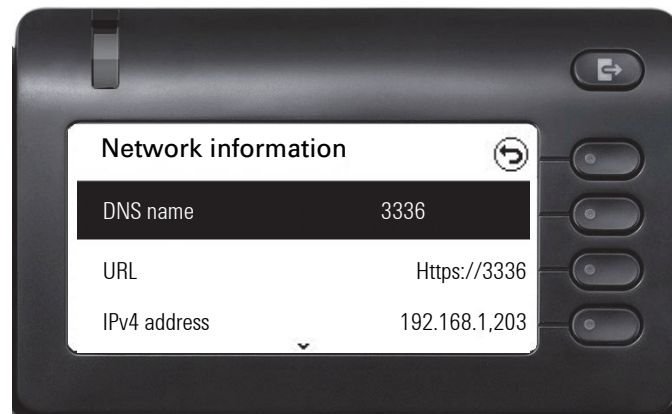 Network information
DNS name 3336
URL Https://3336
IPv4 address 192.168.1,203